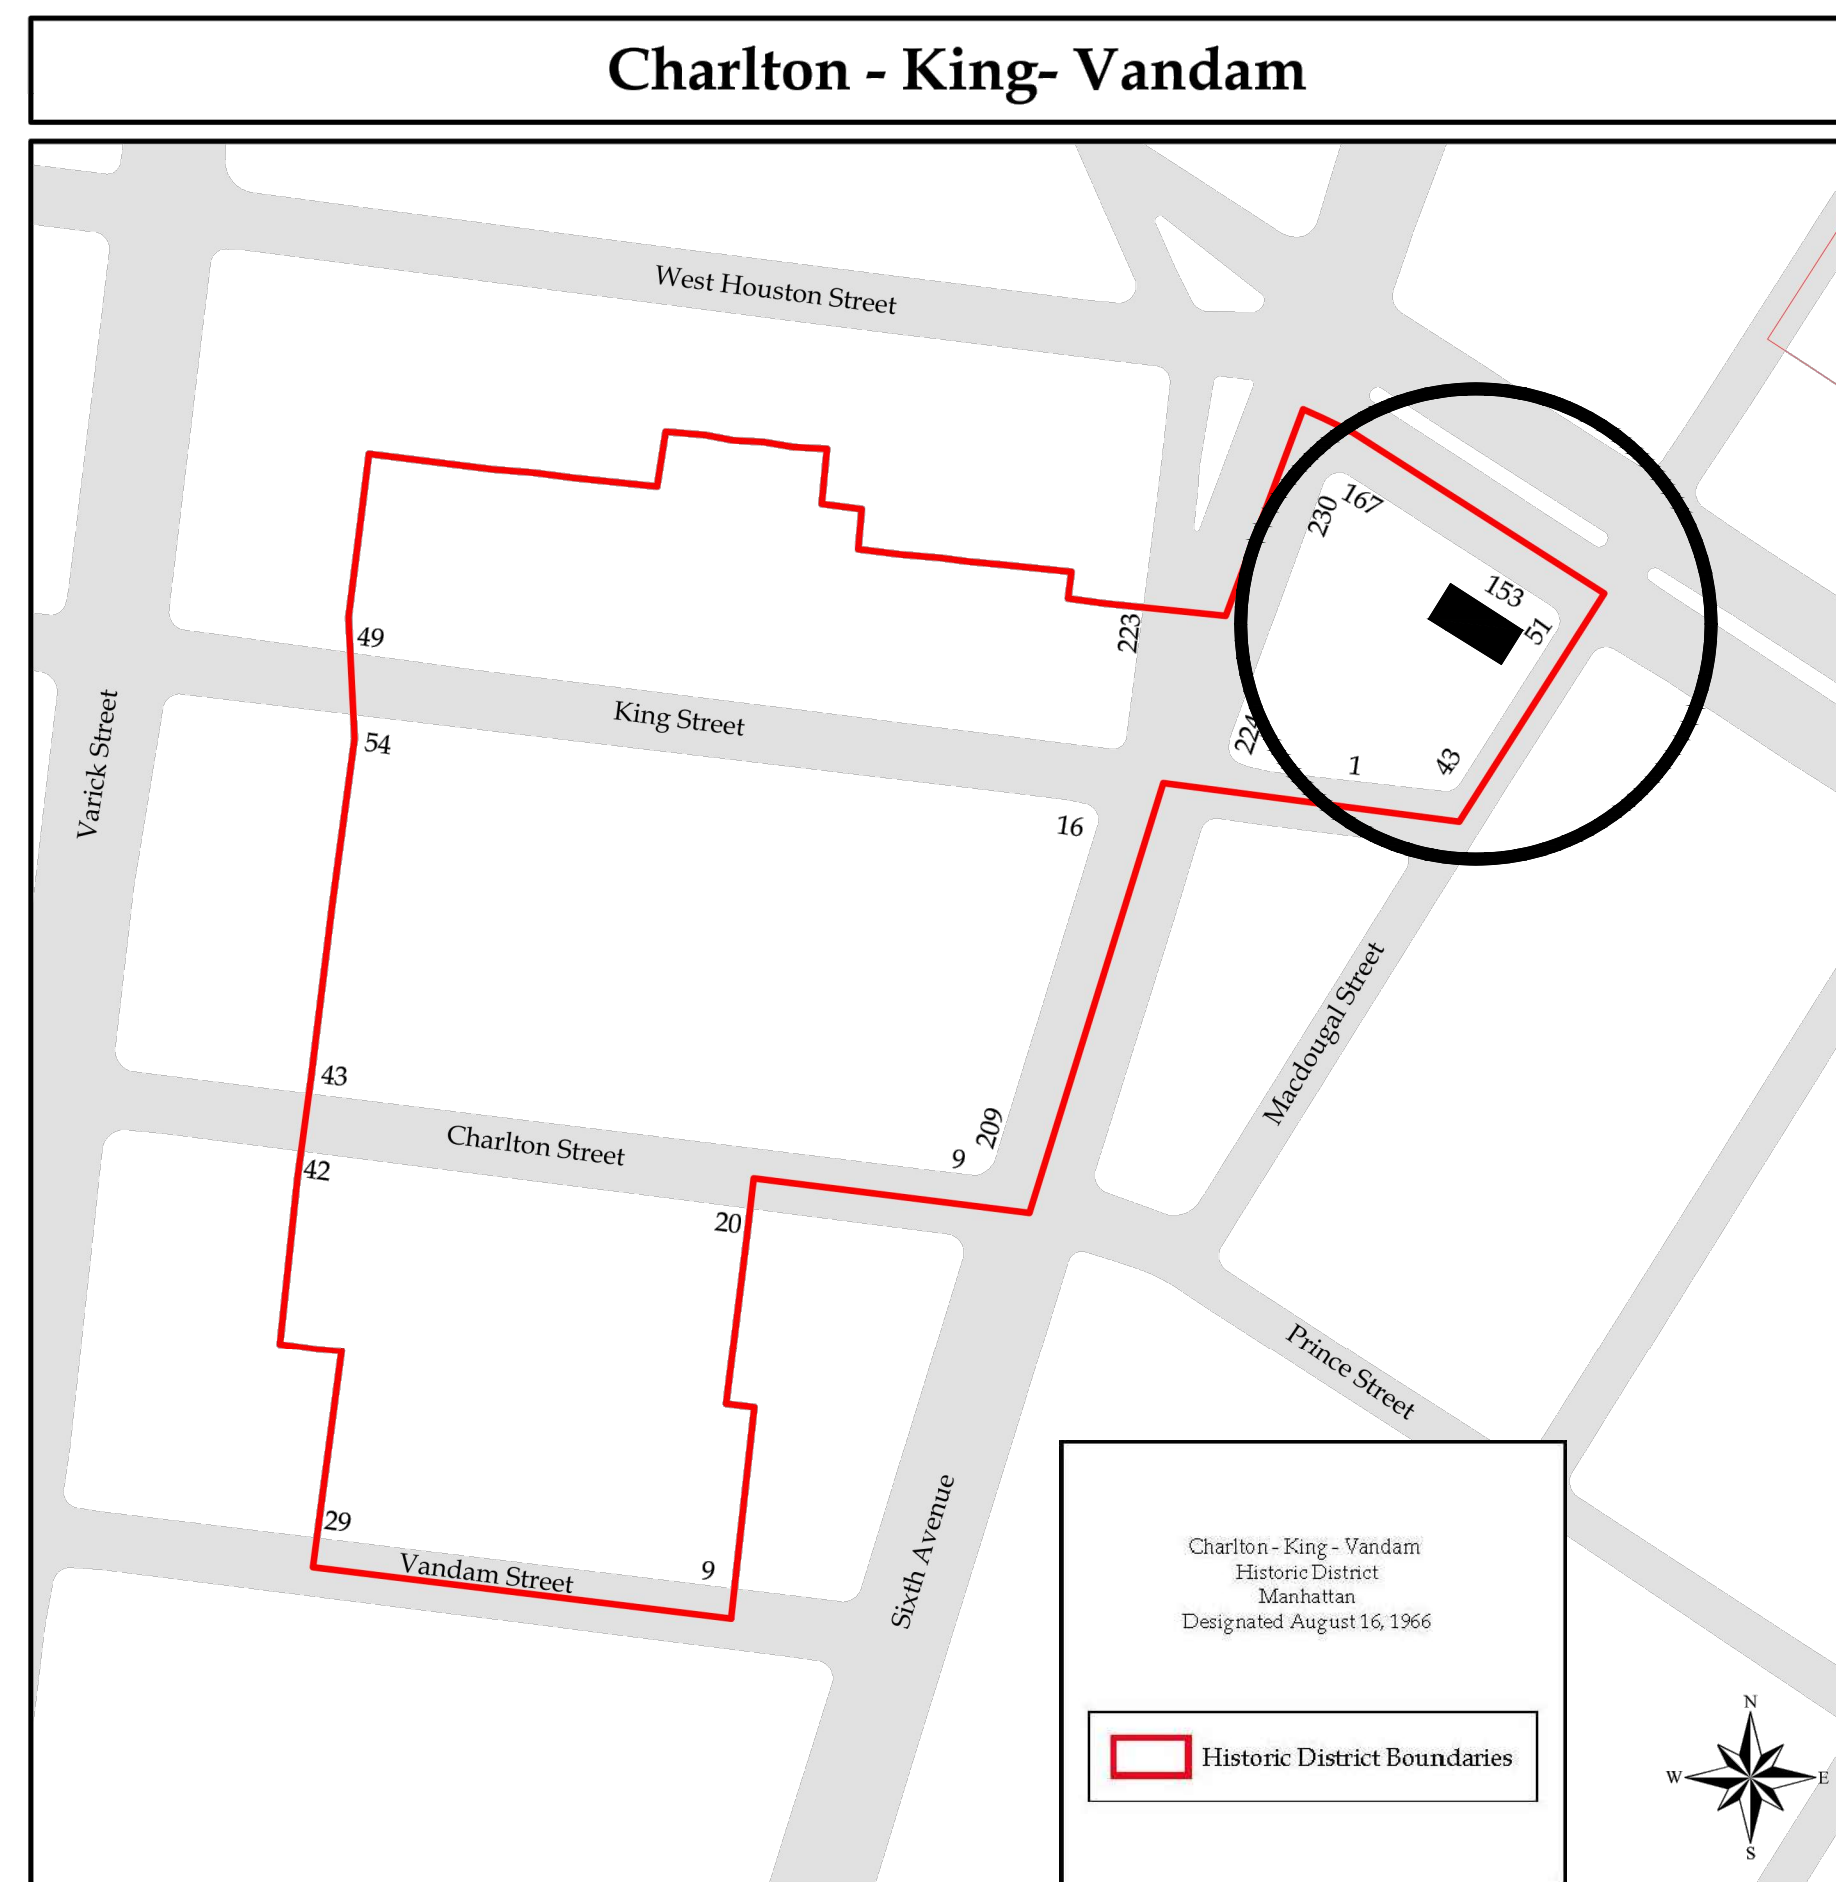 Charlton - King- Vandam
West Houston Street
167
230
153
51
223
49
King Street
54
Varick Street
224
1
43
16
Macdougal Street
43
209
9
Charlton Street
42
20
Prince Street
29
Vandam Street
9
Sixth Avenue
Charlton - King - Vandam
Historic District
Manhattan
Designated August 16, 1966
Historic District Boundaries
N
W
E
S